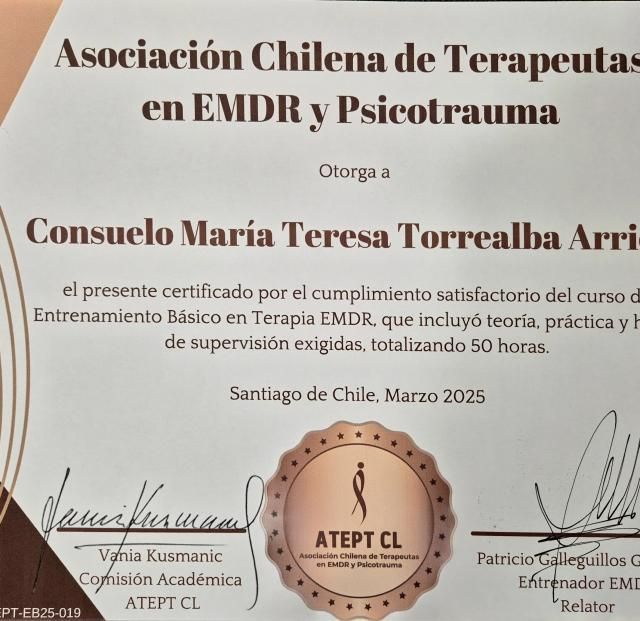 Asociación Chilena de Terapeutas
en EMDR y Psicotrauma
Otorga a
Consuelo María Teresa Torrealba
el presente certificado por el cumplimiento satisfactorio del curso
Entrenamiento Básico en Terapia EMDR, que incluyó teoría, práctica y
de supervisión exigidas, totalizando 50 horas.
Santiago de Chile, Marzo 2025
ATEPT CL
Asociación Chilena de Terapeutas
en EMDR y Psicotrauma
Vania Kusmanic
Comisión Académica
ATEPT CL
Patricio Galleguillos
Entrenador
Relator
EPT-EB25-019